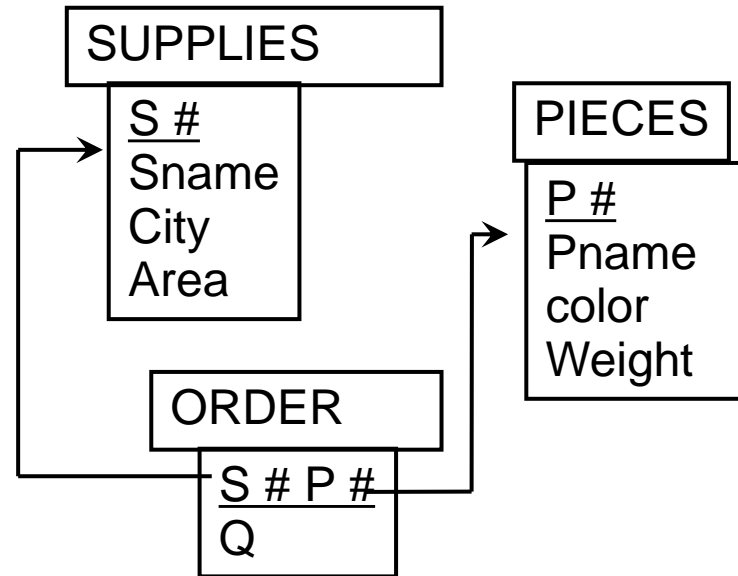 SUPPLIES
S #
Sname
City
Area
PIECES
P #
Pname
color
Weight
ORDER
S # P #
Q